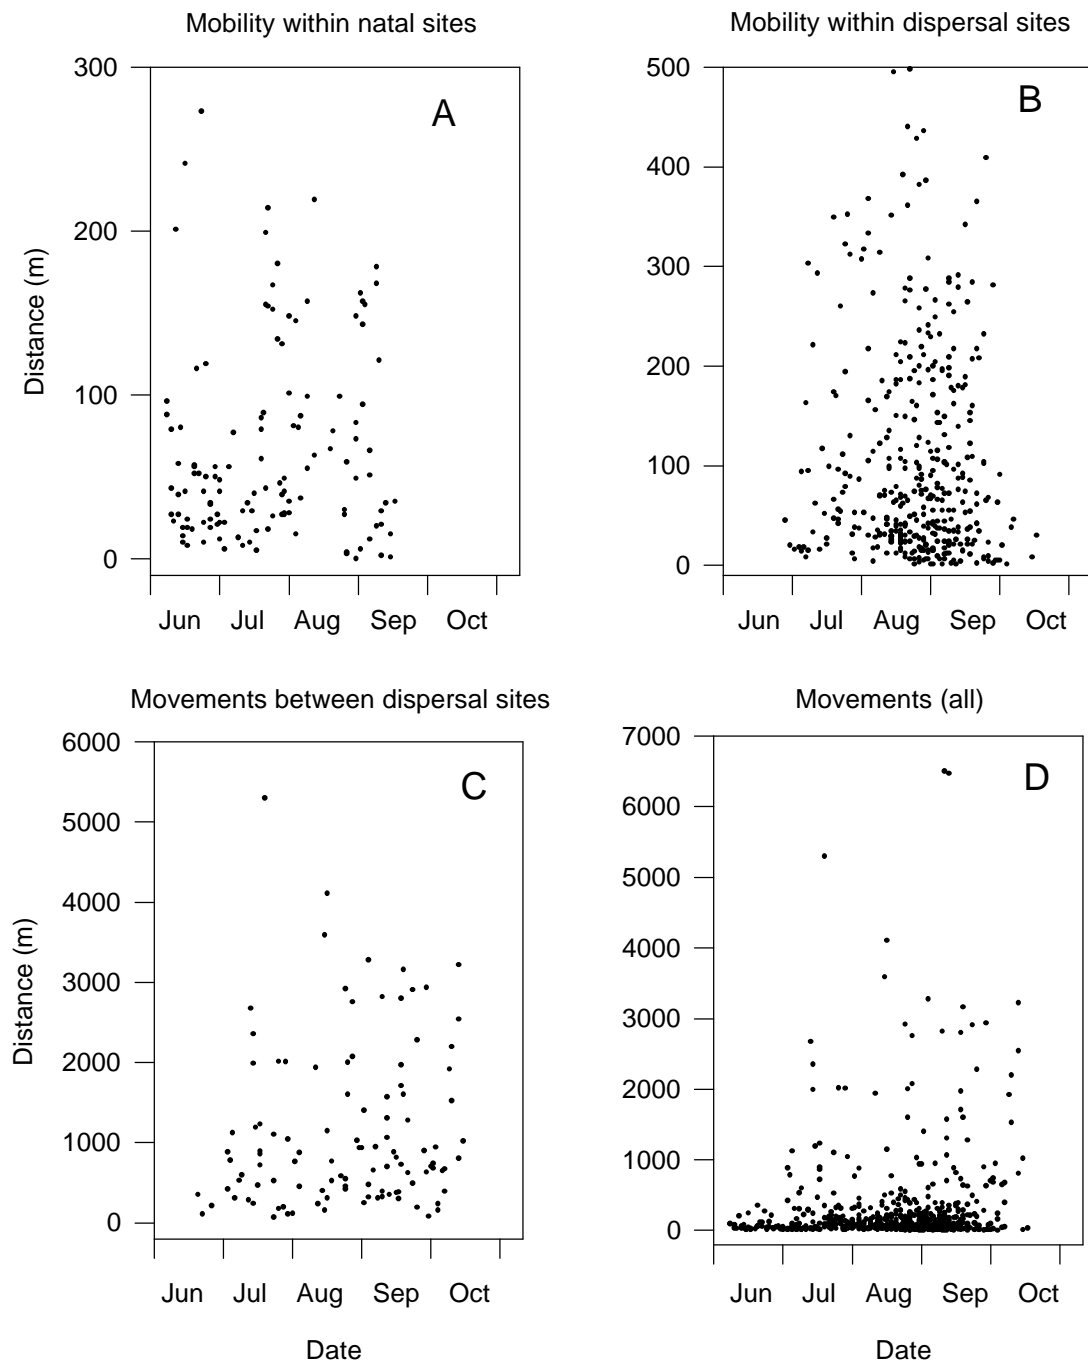 Mobility within natal sites
A
300
200
100
0
Distance (m)
Jun Jul Aug Sep Oct
Mobility within dispersal sites
B
500
400
300
200
100
0
Jun Jul Aug Sep Oct
Movements between dispersal sites
C
6000
5000
4000
3000
2000
1000
0
Distance (m)
Jun Jul Aug Sep Oct
Date
Movements (all)
D
7000
6000
5000
4000
3000
2000
1000
0
Jun Jul Aug Sep Oct
Date